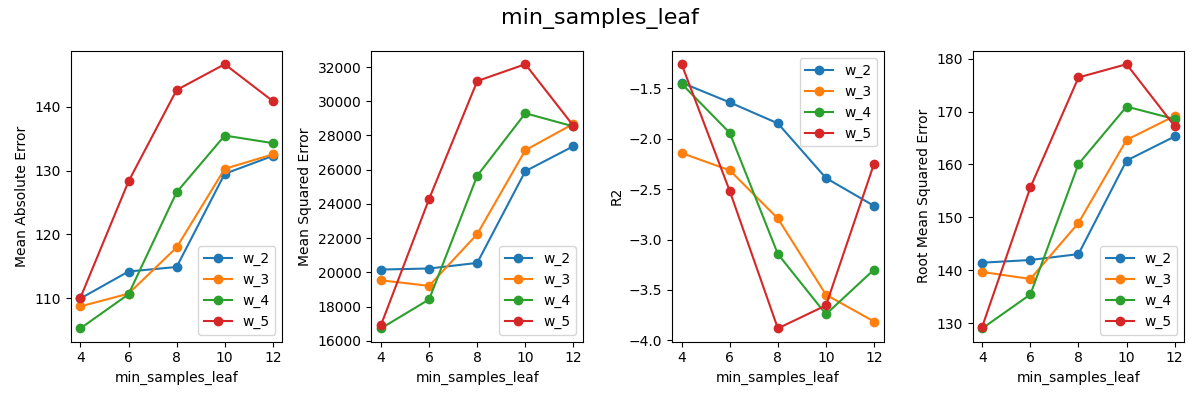 min_samples_leaf
Mean Absolute Error
140
130
120
110
4 6 8 10 12
min_samples_leaf
w_2
w_3
w_4
w_5
Mean Squared Error
32000
30000
28000
26000
24000
22000
20000
18000
16000
4 6 8 10 12
min_samples_leaf
w_2
w_3
w_4
w_5
R2
−1.5
−2.0
−2.5
−3.0
−3.5
−4.0
4 6 8 10 12
min_samples_leaf
w_2
w_3
w_4
w_5
Root Mean Squared Error
180
170
160
150
140
130
4 6 8 10 12
min_samples_leaf
w_2
w_3
w_4
w_5